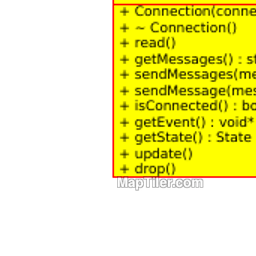 + Connection(conne
+ ~ Connection()
+ read()
+ getMessages() : st
+ sendMessages(me
+ sendMessage(mes
+ isConnected() : bo
+ getEvent() : void*
+ getState() : State
+ update()
+ drop()
MapTiler.com